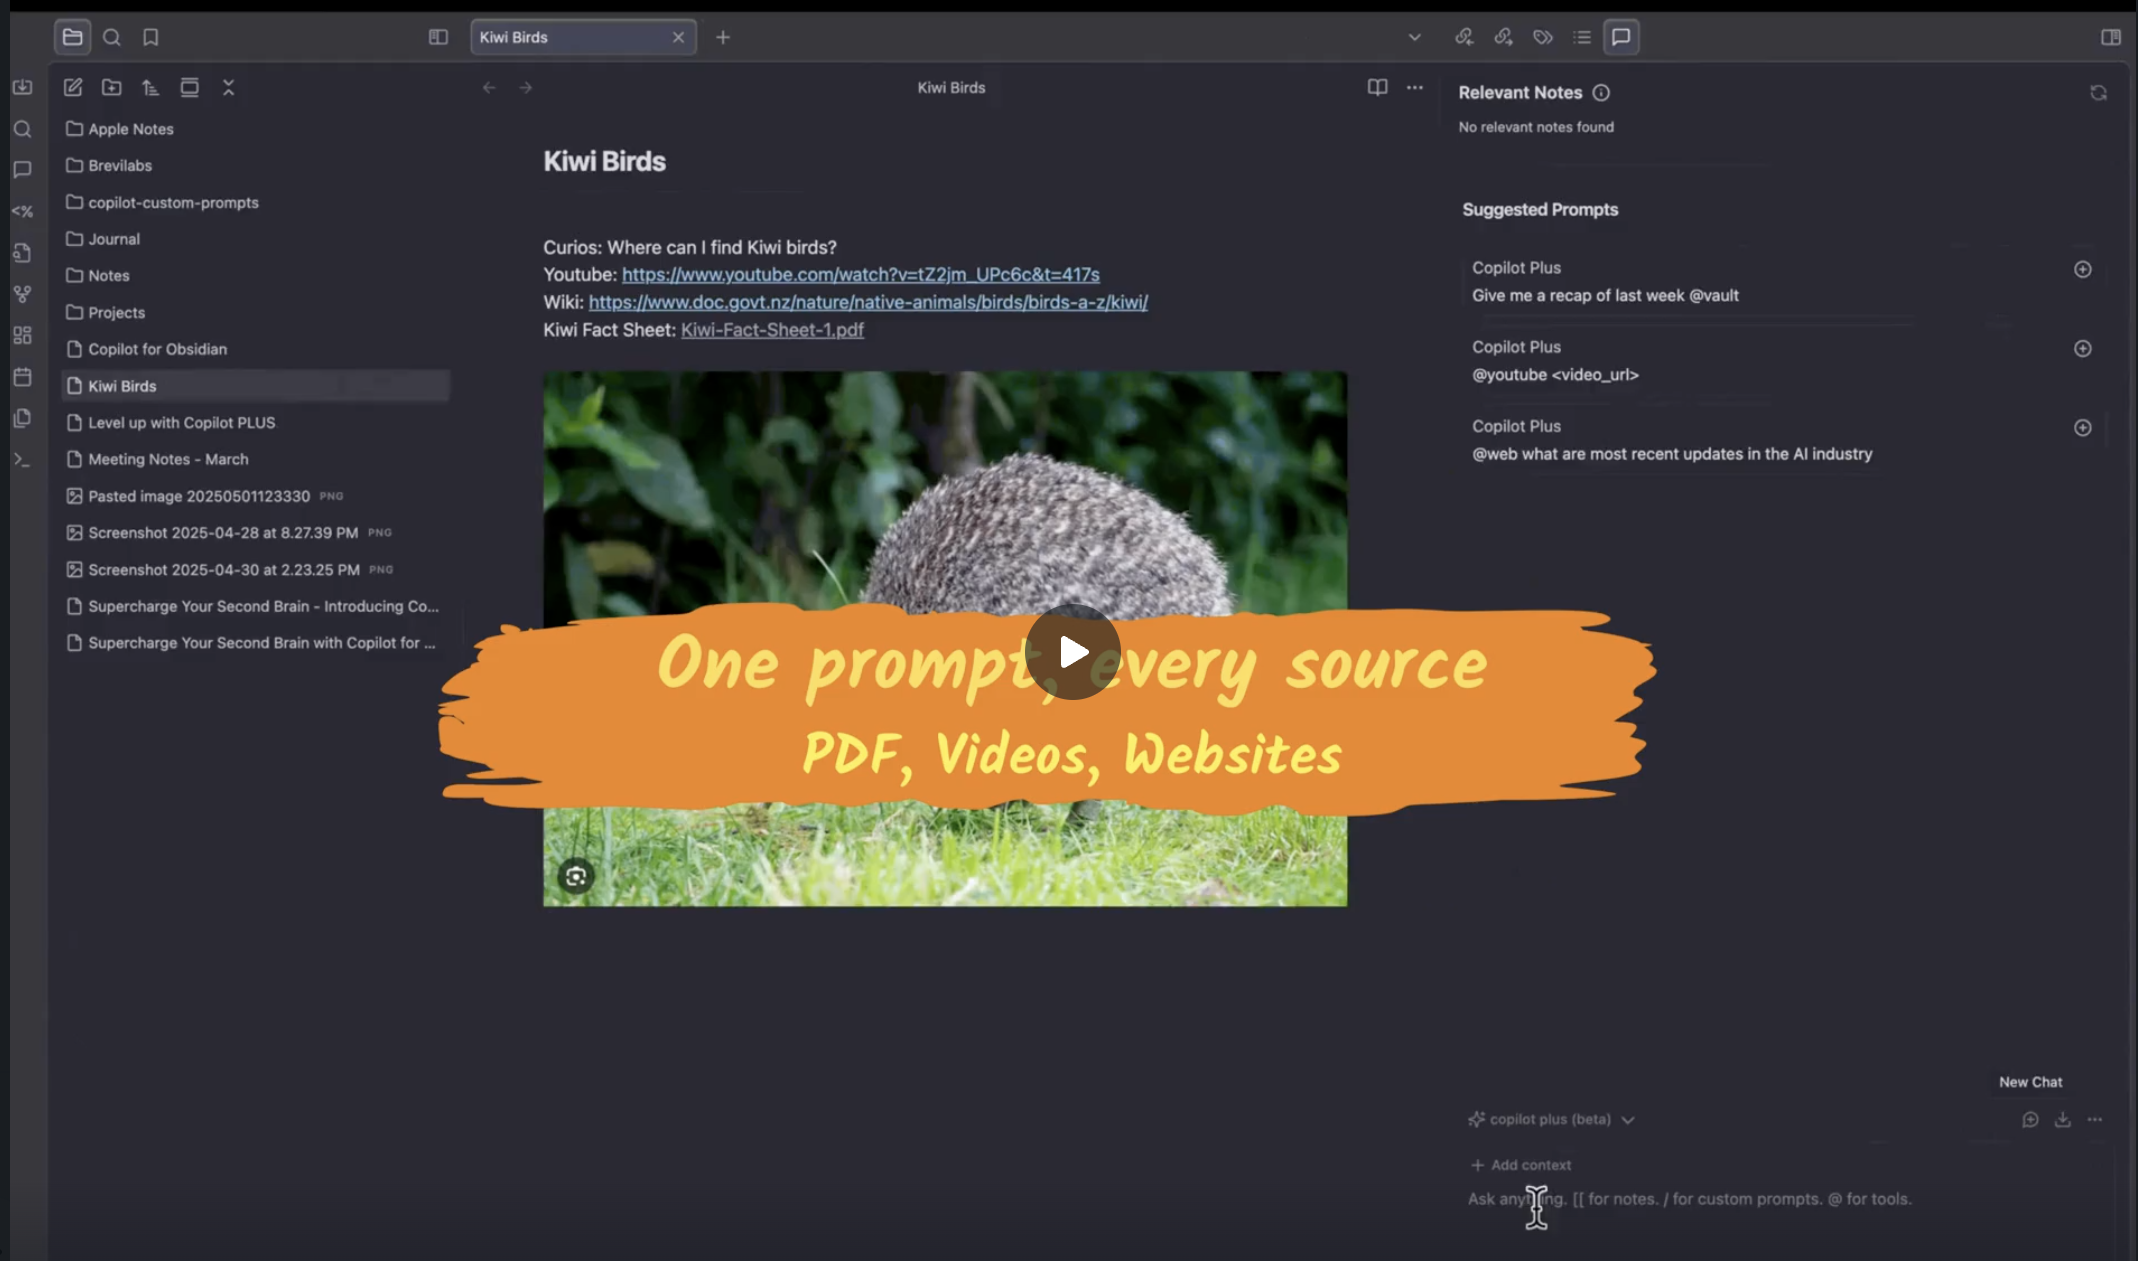 Kiwi Birds
Apple Notes
Brevilabs
copilot-custom-prompts
Journal
Notes
Projects
Copilot for Obsidian
Kiwi Birds
Level up with Copilot PLUS
Meeting Notes - March
Pasted image 20250501123330 PNG
Screenshot 2025-04-28 at 8.27.39 PM PNG
Screenshot 2025-04-30 at 2.23.25 PM PNG
Supercharge Your Second Brain - Introducing Co...
Supercharge Your Second Brain with Copilot for ...
Kiwi Birds
Kiwi Birds
Curios: Where can I find Kiwi birds?
Youtube: https://www.youtube.com/watch?v=tZ2jm_UPc6c&t=417s
Wiki: https://www.doc.govt.nz/nature/native-animals/birds/birds-a-z/kiwi/
Kiwi Fact Sheet: Kiwi-Fact-Sheet-1.pdf
One prompt, every source
PDF, Videos, Websites
Relevant Notes
No relevant notes found
Suggested Prompts
Copilot Plus
Give me a recap of last week @vault
Copilot Plus
@youtube <video_url>
Copilot Plus
@web what are most recent updates in the AI industry
New Chat
copilot plus (beta)
+ Add context
Ask anything. [[ for notes. / for custom prompts. @ for tools.